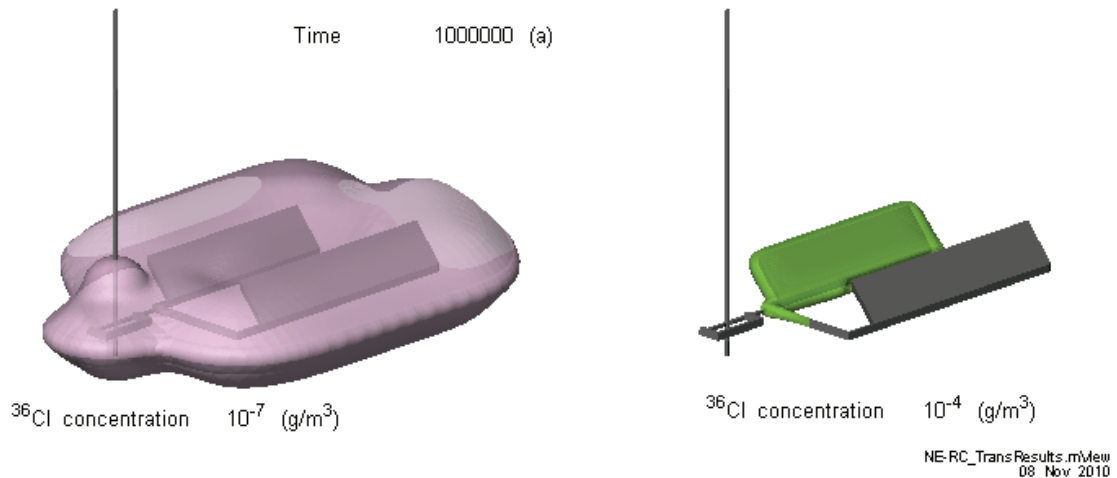 Time 1000000 (a)
³⁶Cl concentration 10⁻⁷ (g/m³)
³⁶Cl concentration 10⁻⁴ (g/m³)
NE-RC_TransResults.mView
08 Nov 2010